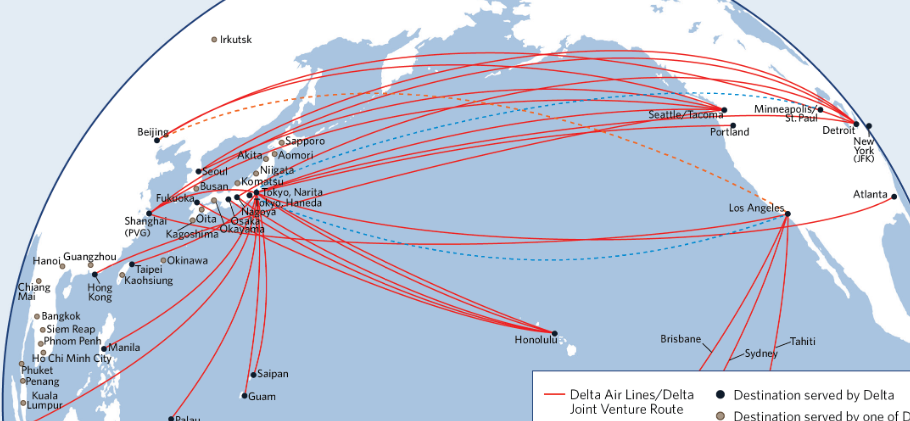 Irkutsk
Beijing
Seattle/Tacoma
Minneapolis/
St. Paul
Portland
Detroit
New
York
(JFK)
Sapporo
Akita
Aomori
Seoul
Niigata
Busan
Komatsu
Tokyo, Narita
Fukuoka
Tokyo, Haneda
Nagoya
Atlanta
Los Angeles
Shanghai
(PVG)
Oita
Osaka
Okayama
Kagoshima
Hanoi
Guangzhou
Okinawa
Taipei
Kaohsiung
Chiang
Mai
Hong
Kong
Bangkok
Siem Reap
Phnom Penh
Ho Chi Minh City
Manila
Honolulu
Brisbane
Tahiti
Sydney
Phuket
Penang
Saipan
Kuala
Lumpur
Guam
Palau
Delta Air Lines/Delta
Joint Venture Route
Destination served by Delta
Destination served by one of D